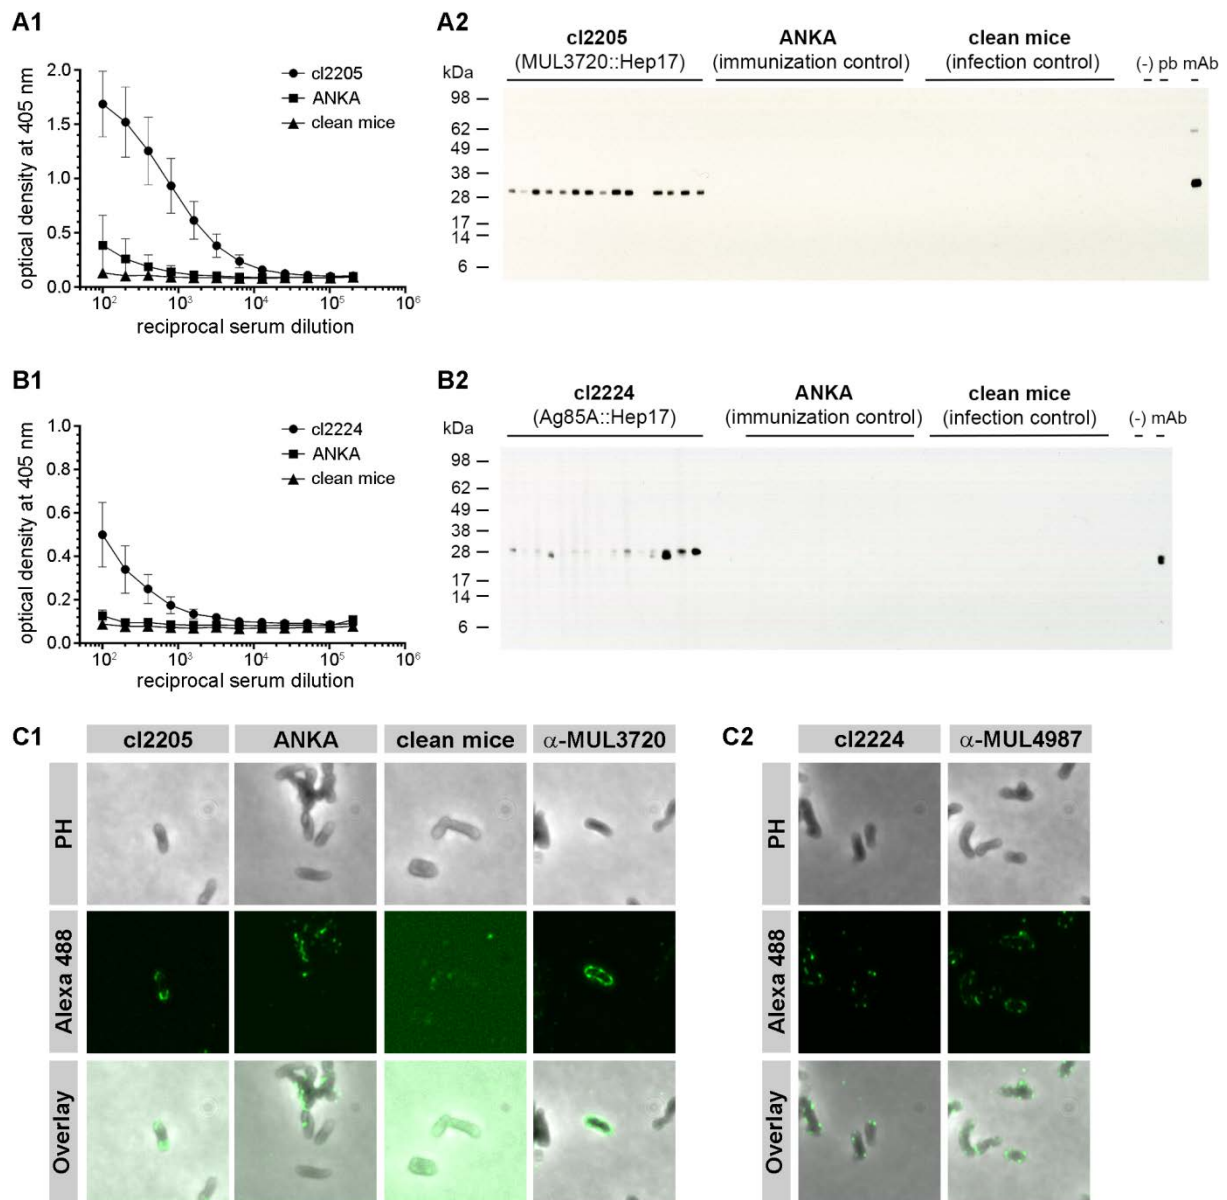 A1
2.0
1.5
1.0
0.5
0.0
optical density at 405 nm
cl2205
ANKA
clean mice
10² 10³ 10⁴ 10⁵ 10⁶
reciprocal serum dilution
A2
cl2205 ANKA clean mice
(MUL3720::Hep17) (immunization control) (infection control) (-) pb mAb
kDa
98
62
49
38
28
17
14
6
B1
1.0
0.8
0.6
0.4
0.2
0.0
optical density at 405 nm
cl2224
ANKA
clean mice
10² 10³ 10⁴ 10⁵ 10⁶
reciprocal serum dilution
B2
cl2224 ANKA clean mice
(Ag85A::Hep17) (immunization control) (infection control) (-) mAb
kDa
98
62
49
38
28
17
14
6
C1
cl2205 ANKA clean mice α-MUL3720
PH
Alexa 488
Overlay
C2
cl2224 α-MUL4987
PH
Alexa 488
Overlay